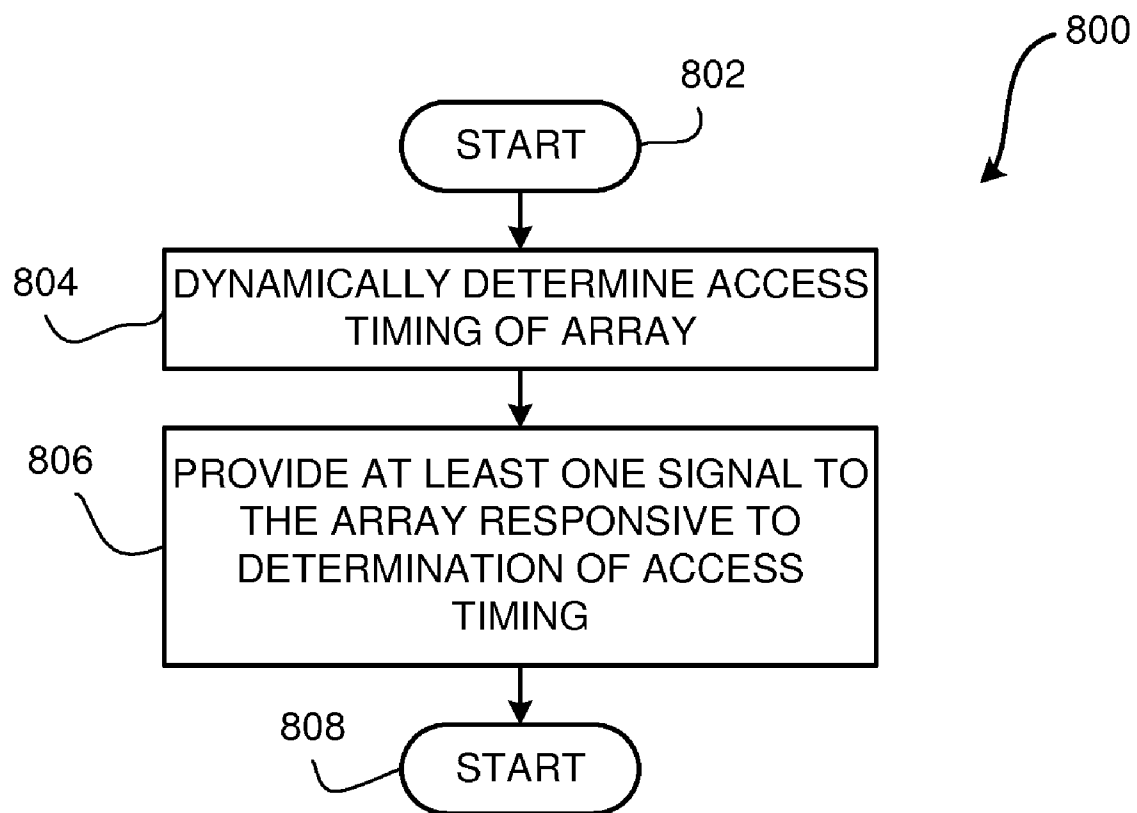 800
802
START
804
DYNAMICALLY DETERMINE ACCESS
TIMING OF ARRAY
806
PROVIDE AT LEAST ONE SIGNAL TO
THE ARRAY RESPONSIVE TO
DETERMINATION OF ACCESS
TIMING
808
START